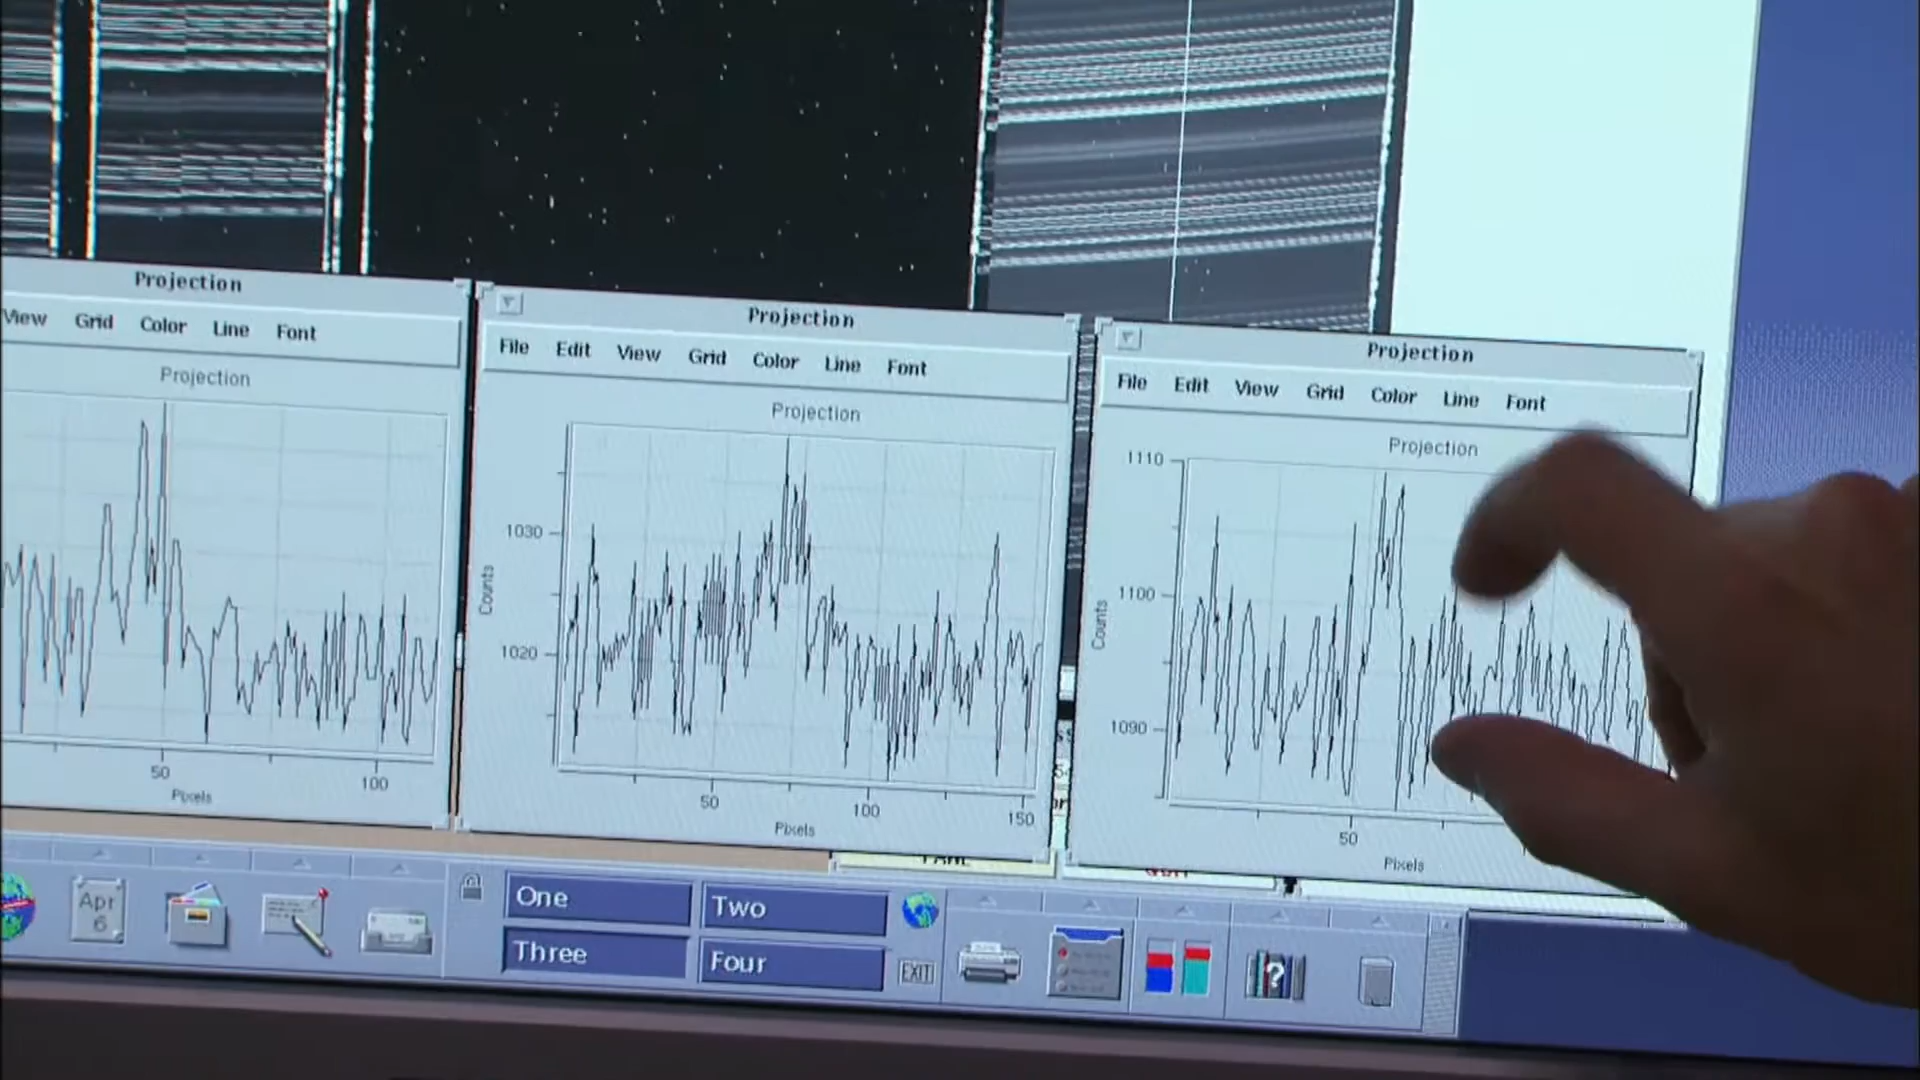 Projection
View Grid Color Line Font
Projection
50
100
Pixels
Projection
File Edit View Grid Color Line Font
Projection
1030
1020
Counts
50
100
150
Pixels
Projection
File Edit View Grid Color Line Font
Projection
1110
1100
1090
Counts
50
Pixels
Apr
6
One
Two
Three
Four
EXIT
?